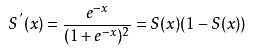 S′(x) = e^{-x} / (1 + e^{-x})^2 = S(x)(1 − S(x))